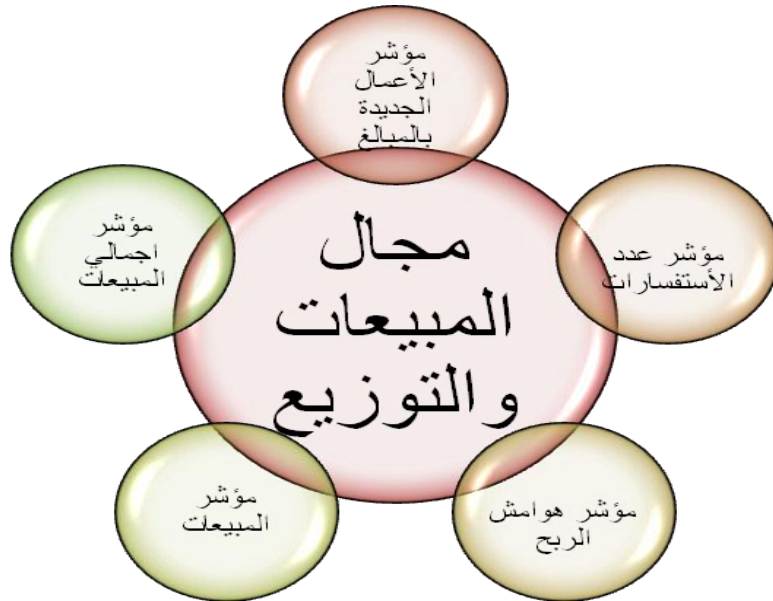 مؤشر
الأعمال
الجديدة
بالمبالغ
مؤشر عدد
الأستفسارات
مؤشر هوامش
الربح
مؤشر
المبيعات
مؤشر
اجمالي
المبيعات
مجال
المبيعات
والتوزيع